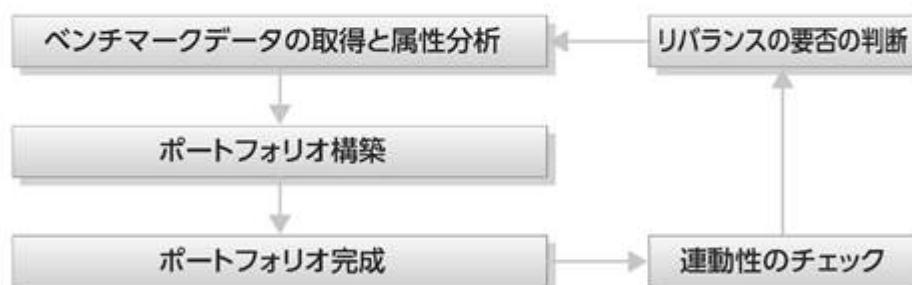 ベンチマークデータの取得と属性分析
リバランスの要否の判断
ポートフォリオ構築
ポートフォリオ完成
連動性のチェック